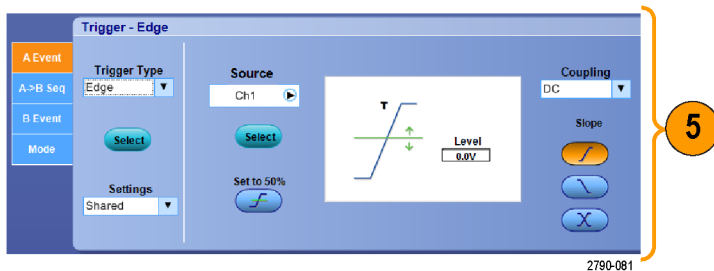 Trigger - Edge
A Event
A->B Seq
B Event
Mode
Trigger Type
Edge
Select
Settings
Shared
Source
Ch1
Select
Set to 50%
T
Level
0.0V
Coupling
DC
Slope
5
2790-081